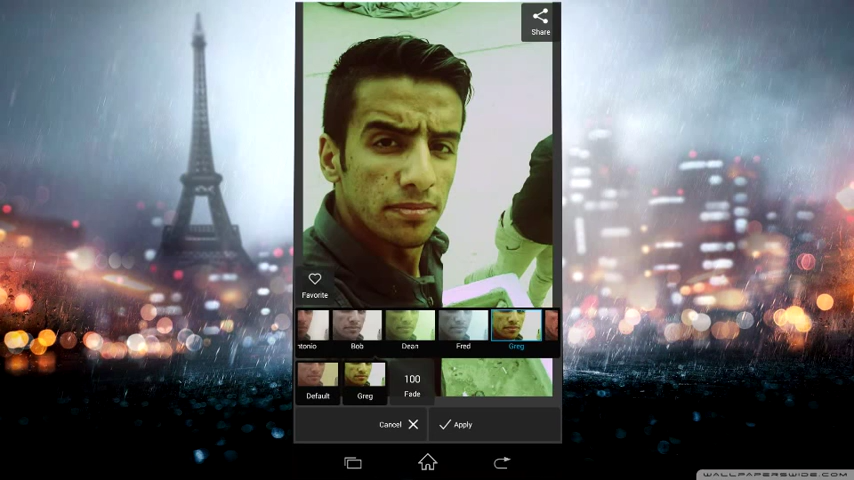 Share
Favorite
ntonio
Bob
Dean
Fred
Greg
Default
Greg
100
Fade
Cancel
Apply
WALLPAPERSWIDE.COM